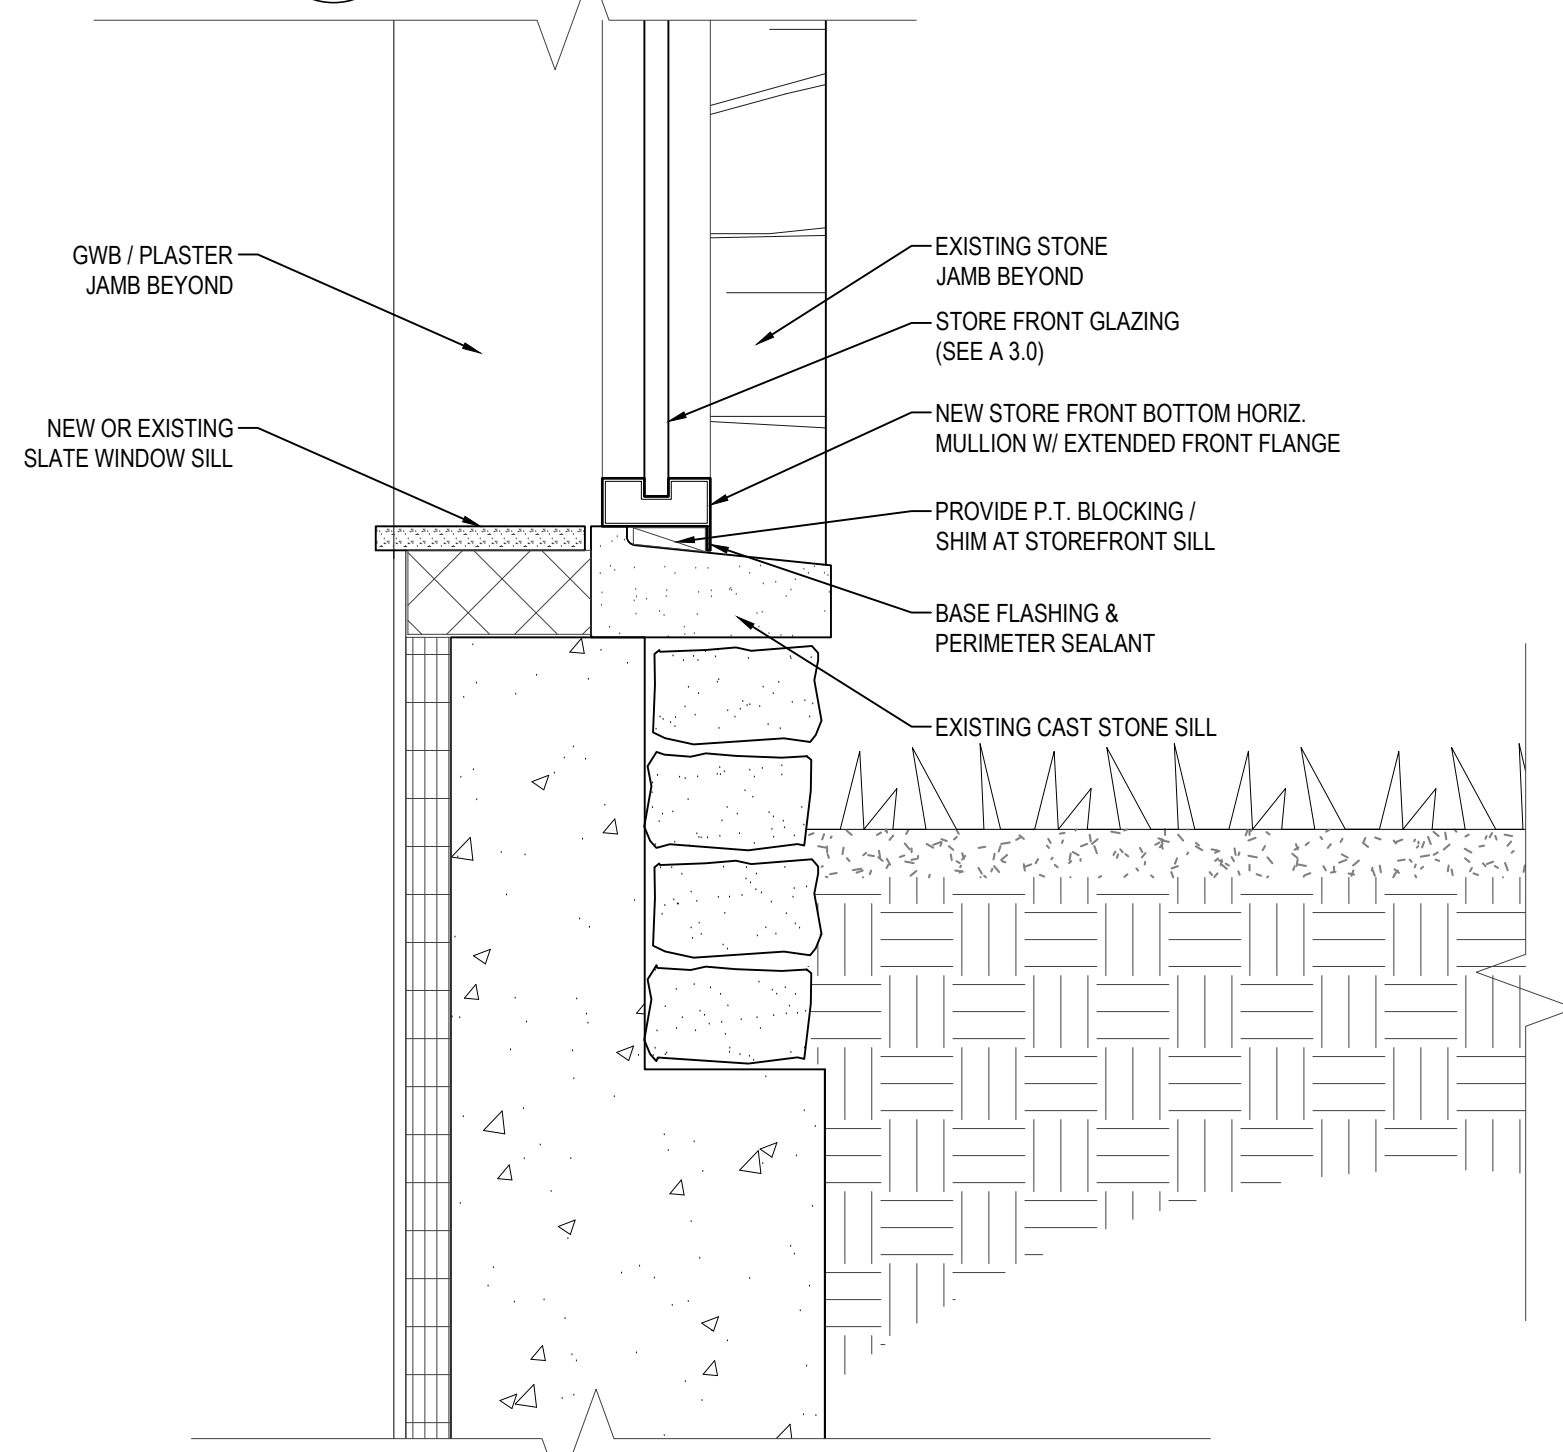 GWB / PLASTER
JAMB BEYOND
NEW OR EXISTING
SLATE WINDOW SILL
EXISTING STONE
JAMB BEYOND
STORE FRONT GLAZING
(SEE A 3.0)
NEW STORE FRONT BOTTOM HORIZ.
MULLION W/ EXTENDED FRONT FLANGE
PROVIDE P.T. BLOCKING /
SHIM AT STOREFRONT SILL
BASE FLASHING &
PERIMETER SEALANT
EXISTING CAST STONE SILL